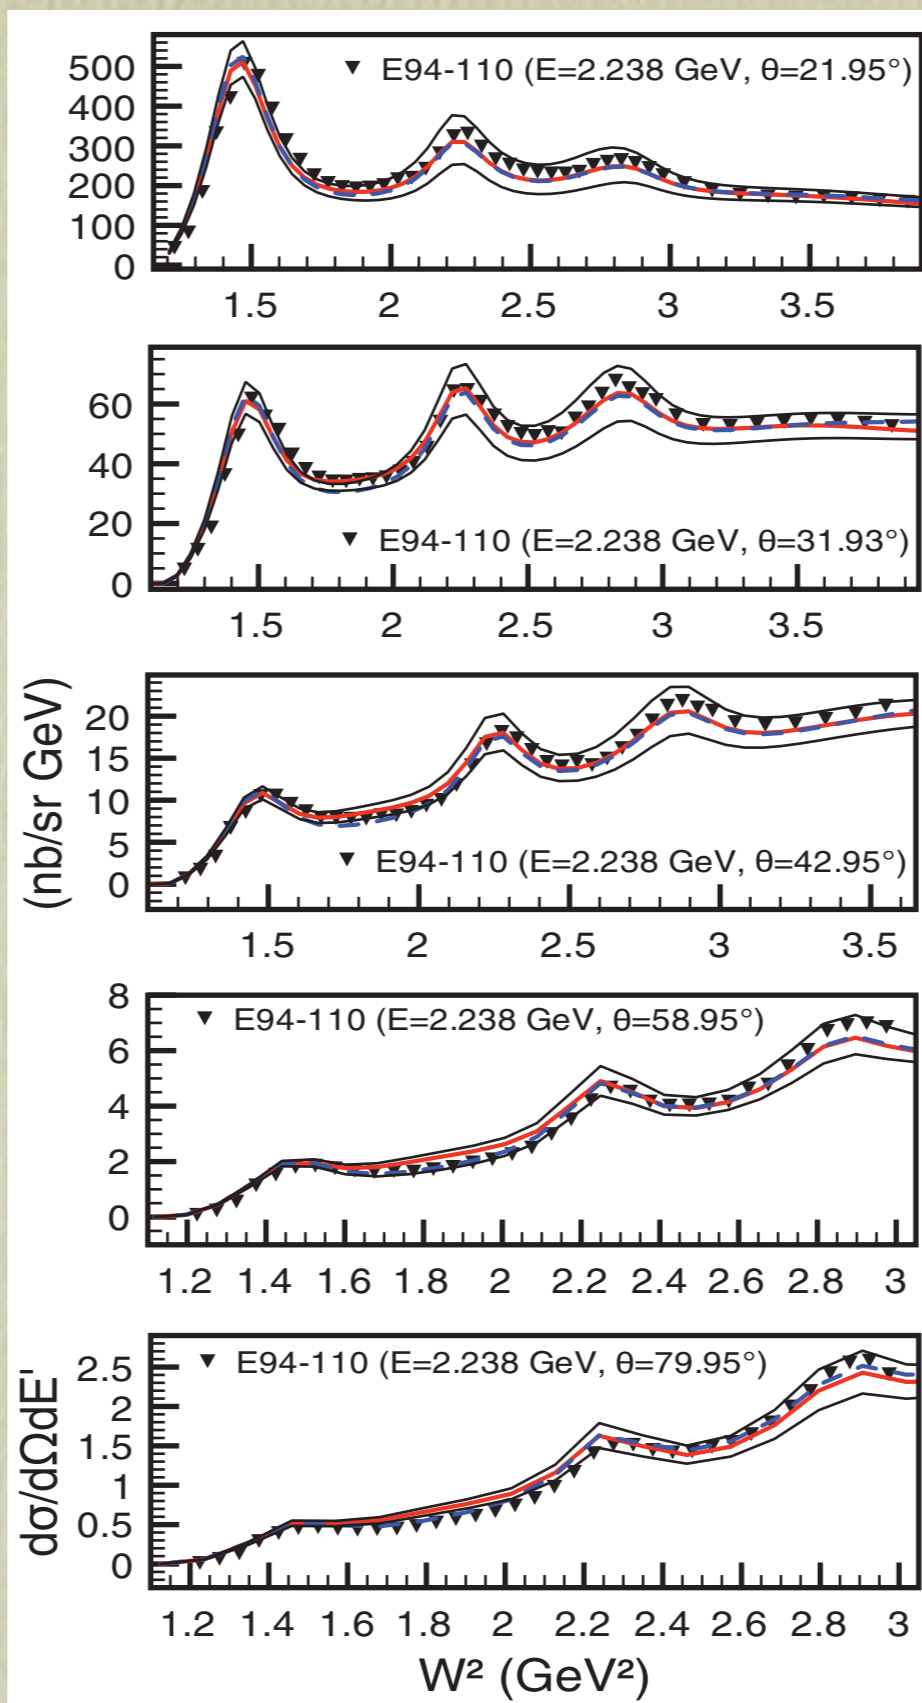 500
400
300
200
100
0
E94-110 (E=2.238 GeV, θ=21.95°)
1.5 2 2.5 3 3.5
60
40
20
0
E94-110 (E=2.238 GeV, θ=31.93°)
1.5 2 2.5 3 3.5
20
15
10
5
0
E94-110 (E=2.238 GeV, θ=42.95°)
1.5 2 2.5 3 3.5
(nb/sr GeV)
8
6
4
2
0
E94-110 (E=2.238 GeV, θ=58.95°)
1.2 1.4 1.6 1.8 2 2.2 2.4 2.6 2.8 3
2.5
2
1.5
1
0.5
0
E94-110 (E=2.238 GeV, θ=79.95°)
1.2 1.4 1.6 1.8 2 2.2 2.4 2.6 2.8 3
dσ/dΩdE'
W² (GeV²)